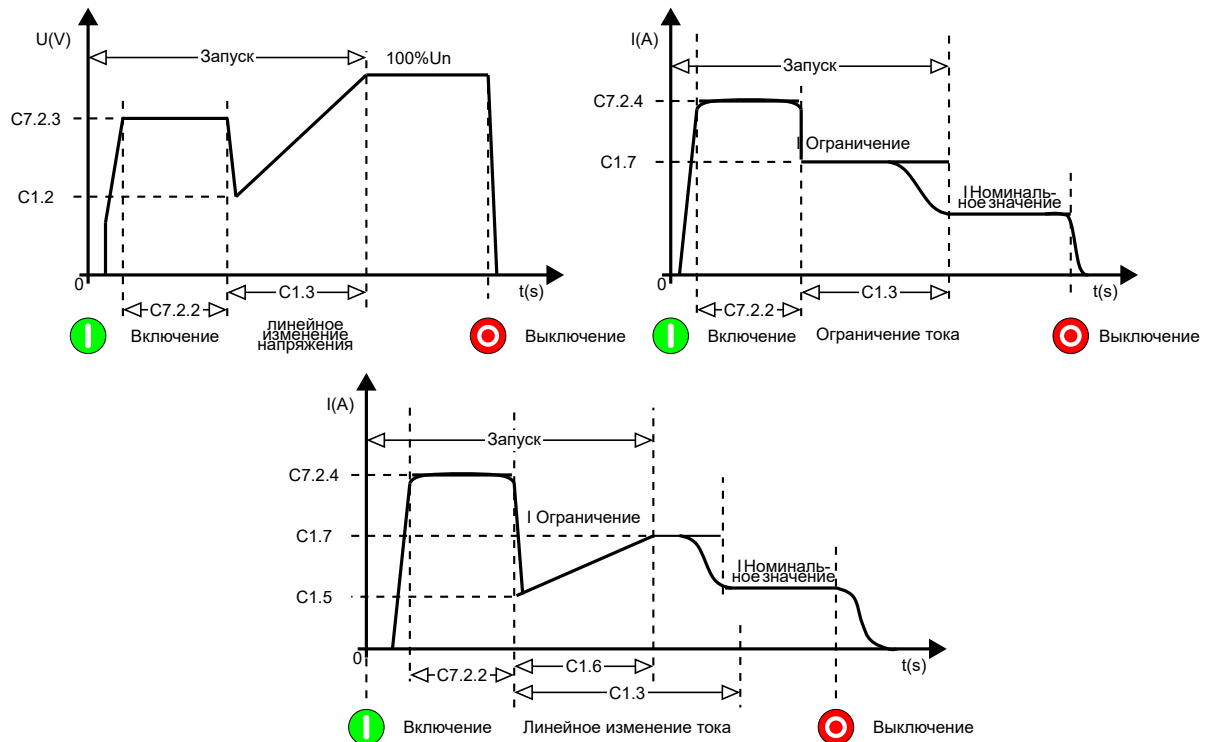 U(V)
Запуск
100%Un
C7.2.3
C1.2
0
t(s)
C1.3
C7.2.2
Включение
линейное
изменение
напряжения
Выключение
I(A)
Запуск
C7.2.4
I Ограничение
C1.7
I Номиналь-
ное значение
0
t(s)
C1.3
C7.2.2
Включение
Ограничение тока
Выключение
I(A)
Запуск
C7.2.4
I Ограничение
C1.7
I Номиналь-
ное значение
C1.5
0
t(s)
C1.6
C7.2.2
C1.3
Включение
Линейное изменение тока
Выключение